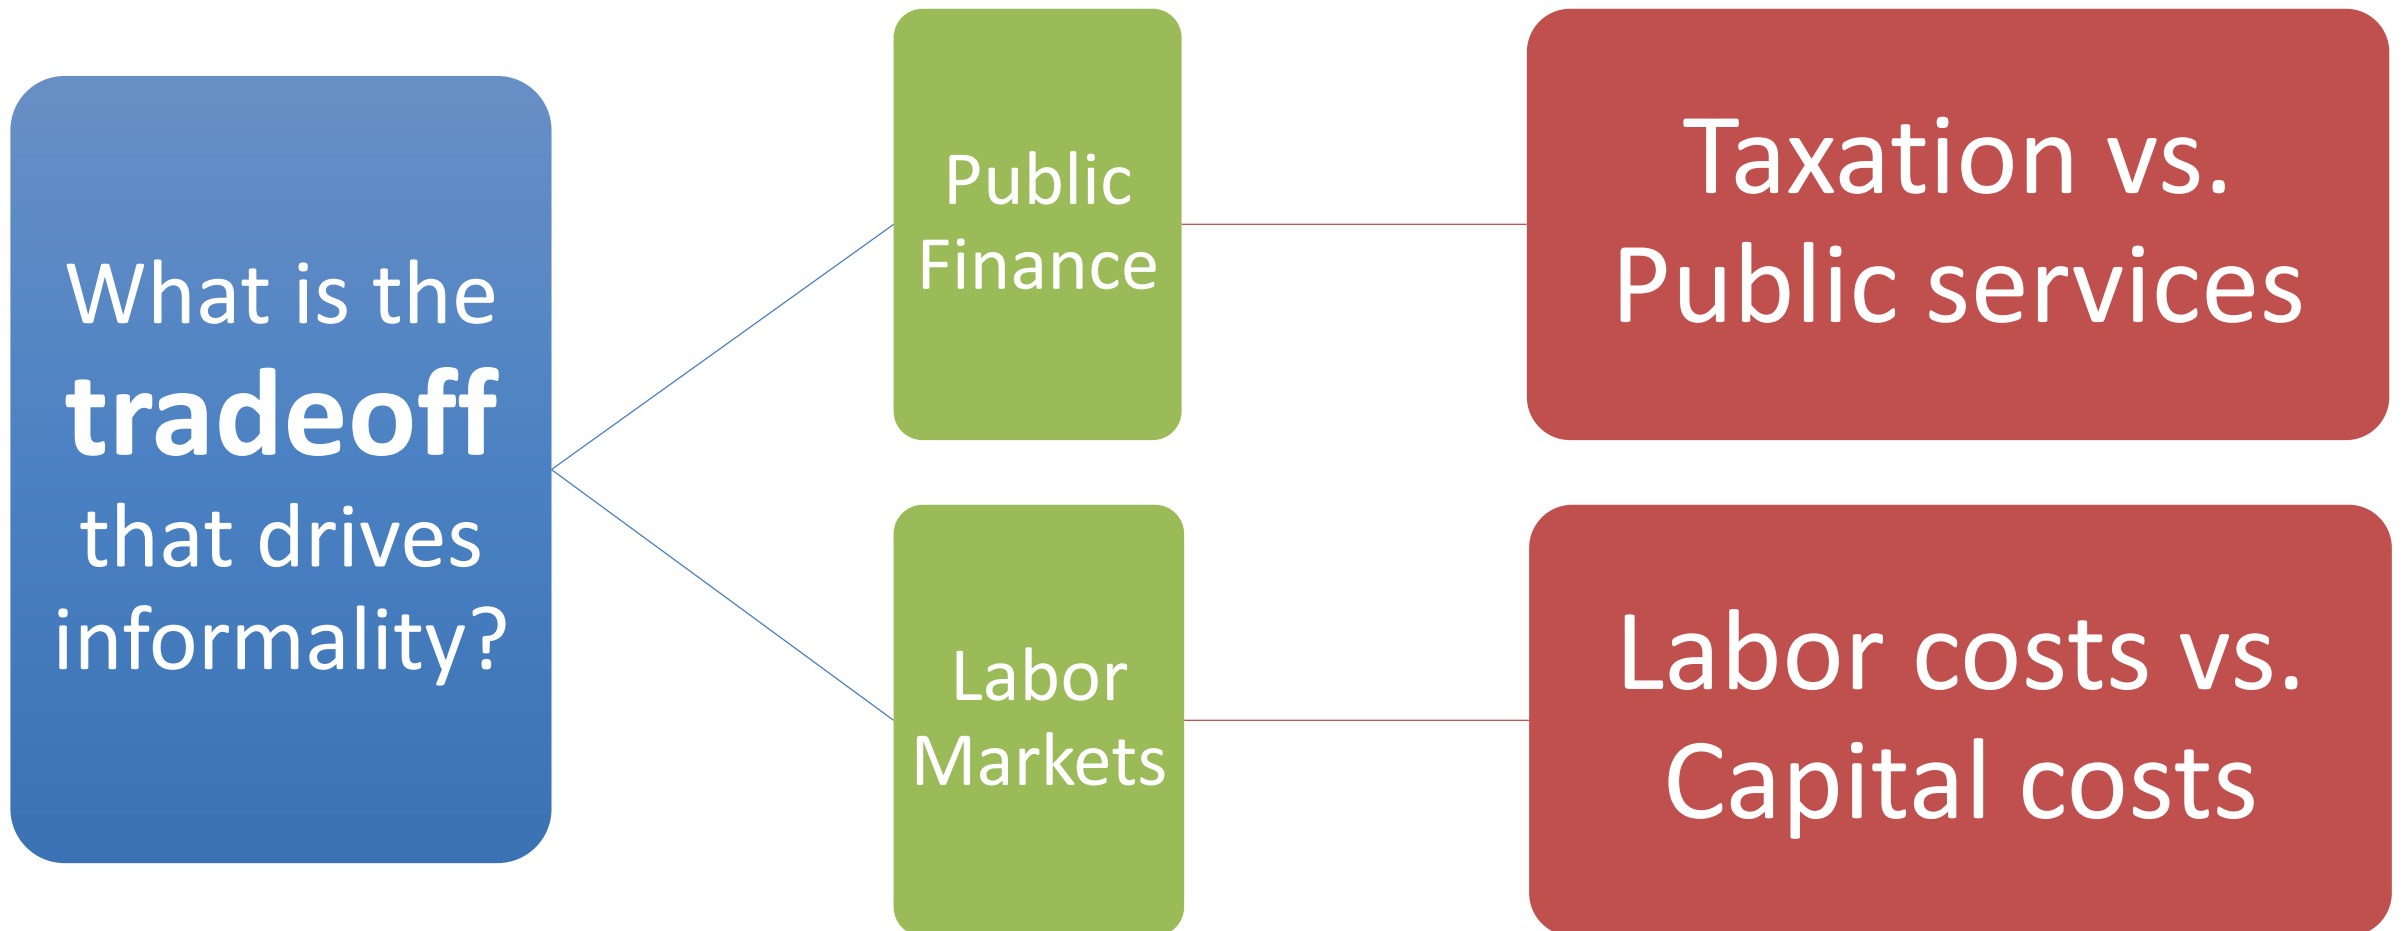 What is the
tradeoff
that drives
informality?
Public
Finance
Taxation vs.
Public services
Labor
Markets
Labor costs vs.
Capital costs